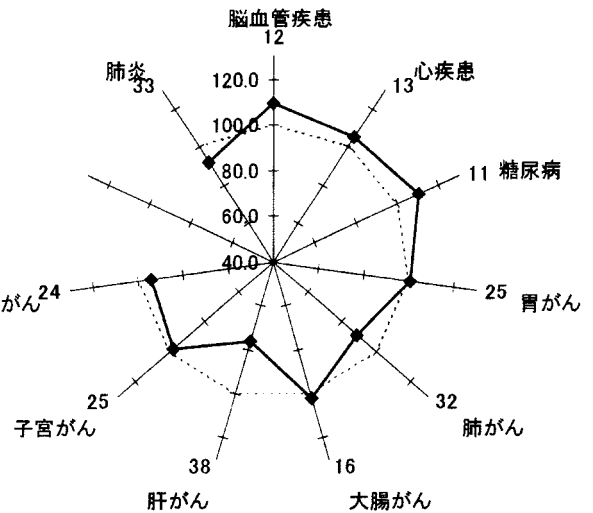 脳血管疾患
12
肺炎
33
心疾患
13
120.0
100.0
80.0
60.0
40.0
11 糖尿病
がん 24
25
胃がん
25
子宮がん
32
肺がん
38
肝がん
16
大腸がん